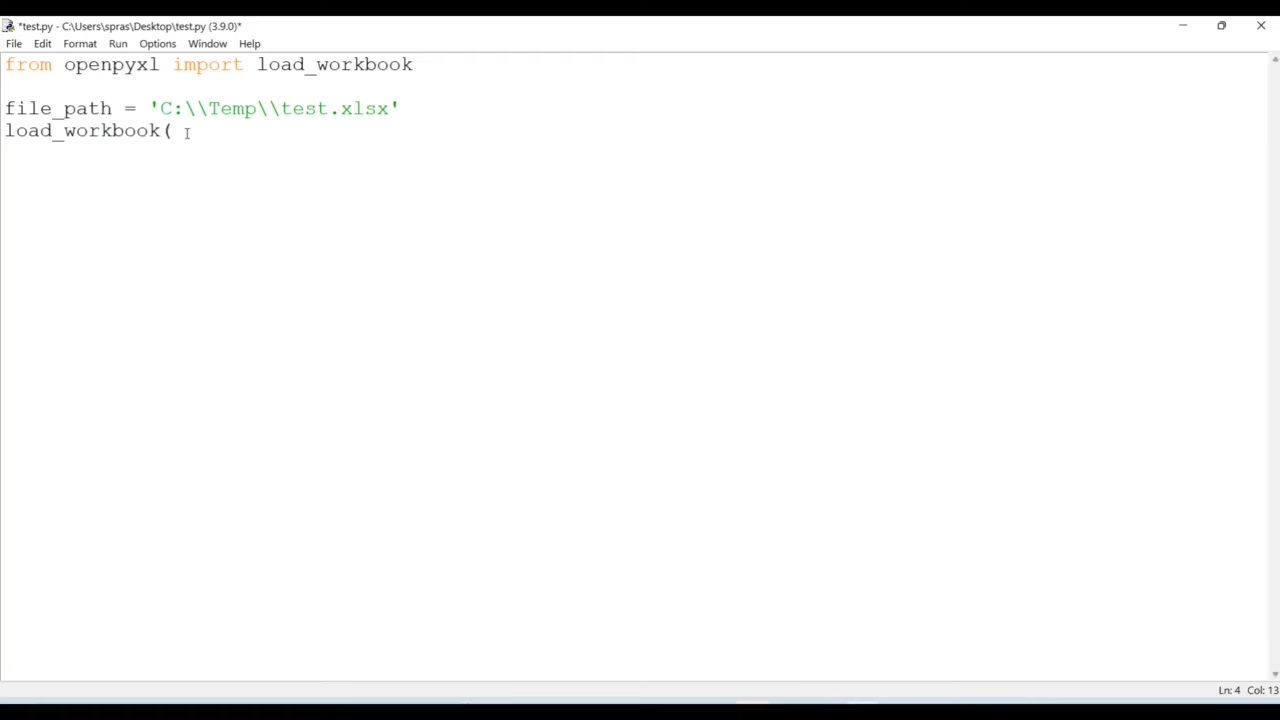 *test.py - C:\Users\spras\Desktop\test.py (3.9.0)*
File Edit Format Run Options Window Help
from openpyxl import load_workbook
file_path = 'C:\\Temp\\test.xlsx'
load_workbook(
Ln: 4 Col: 13